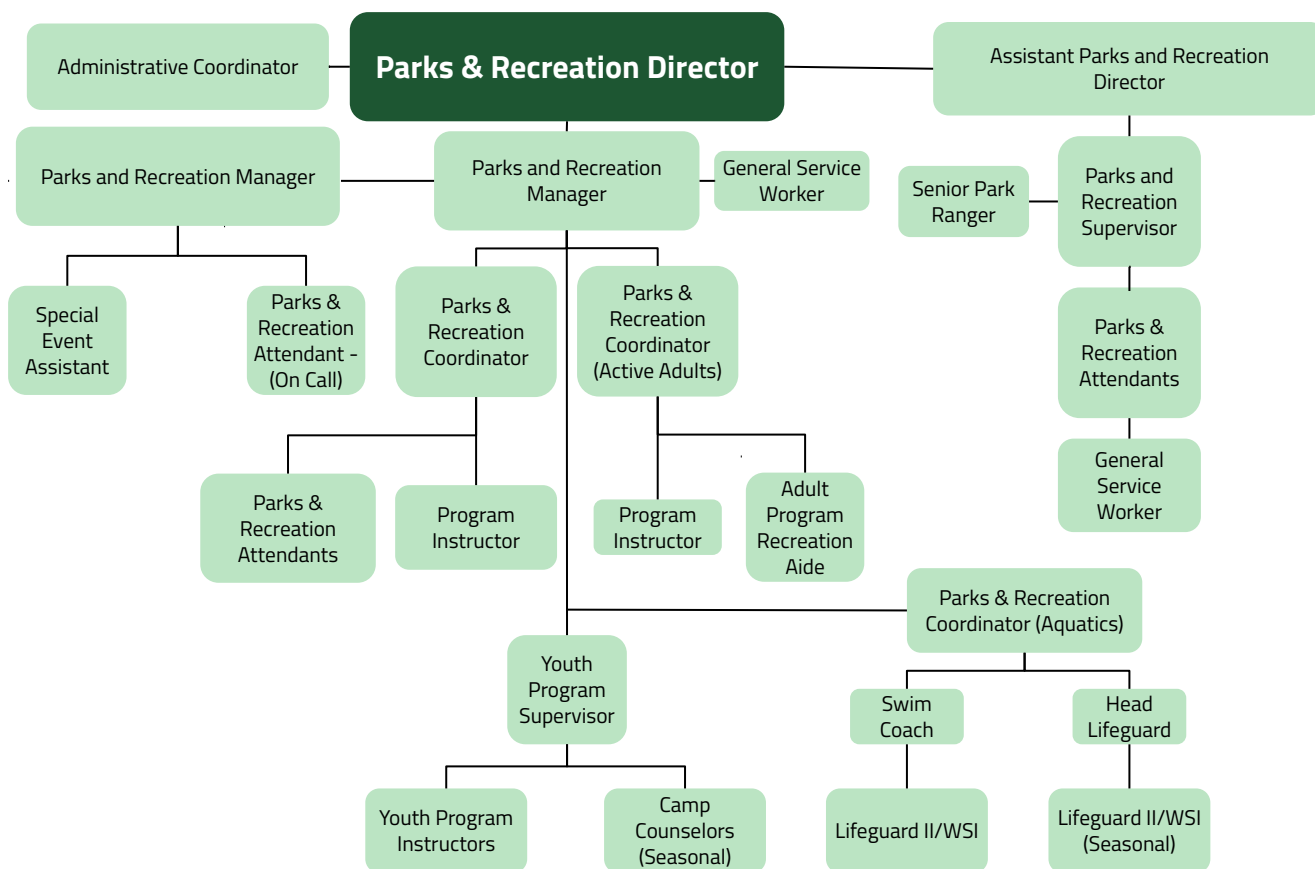 Administrative Coordinator
Parks & Recreation Director
Assistant Parks and Recreation
Director
Parks and Recreation Manager
Parks and Recreation
Manager
General Service
Worker
Senior Park
Ranger
Parks and
Recreation
Supervisor
Special
Event
Assistant
Parks &
Recreation
Attendant -
(On Call)
Parks &
Recreation
Coordinator
Parks &
Recreation
Coordinator
(Active Adults)
Parks &
Recreation
Attendants
General
Service
Worker
Parks &
Recreation
Attendants
Program
Instructor
Program
Instructor
Adult
Program
Recreation
Aide
Parks & Recreation
Coordinator (Aquatics)
Youth
Program
Supervisor
Swim
Coach
Head
Lifeguard
Youth Program
Instructors
Camp
Counselors
(Seasonal)
Lifeguard II/WSI
Lifeguard II/WSI
(Seasonal)